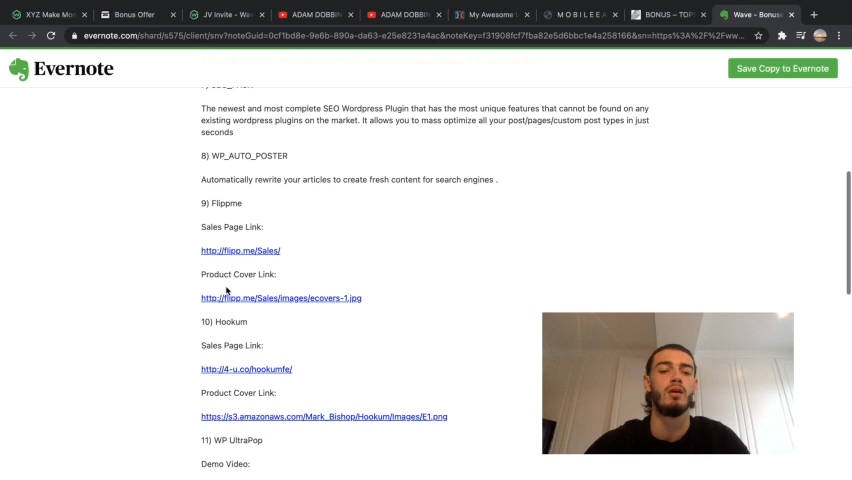 XYZ Make Mon
Bonus Offer
JV Invite - Wav
ADAM DOBBIN
ADAM DOBBIN
My Awesome L
M O B I L E E A
BONUS – TOP
Wave – Bonuse
evernote.com/shard/s575/client/snv?noteGuid=0cf1bd8e-9e6b-890a-da63-e25e8231a4ac&noteKey=f31908fcf7fba82e5d6bbc1e4a258166&sn=https%3A%2F%2Fww...
Evernote
Save Copy to Evernote
The newest and most complete SEO Wordpress Plugin that has the most unique features that cannot be found on any
existing wordpress plugins on the market. It allows you to mass optimize all your post/pages/custom post types in just
seconds
8) WP_AUTO_POSTER
Automatically rewrite your articles to create fresh content for search engines .
9) Flippme
Sales Page Link:
http://flipp.me/Sales/
Product Cover Link:
http://flipp.me/Sales/images/ecovers-1.jpg
10) Hookum
Sales Page Link:
http://4-u.co/hookumfe/
Product Cover Link:
https://s3.amazonaws.com/Mark_Bishop/Hookum/Images/E1.png
11) WP UltraPop
Demo Video: